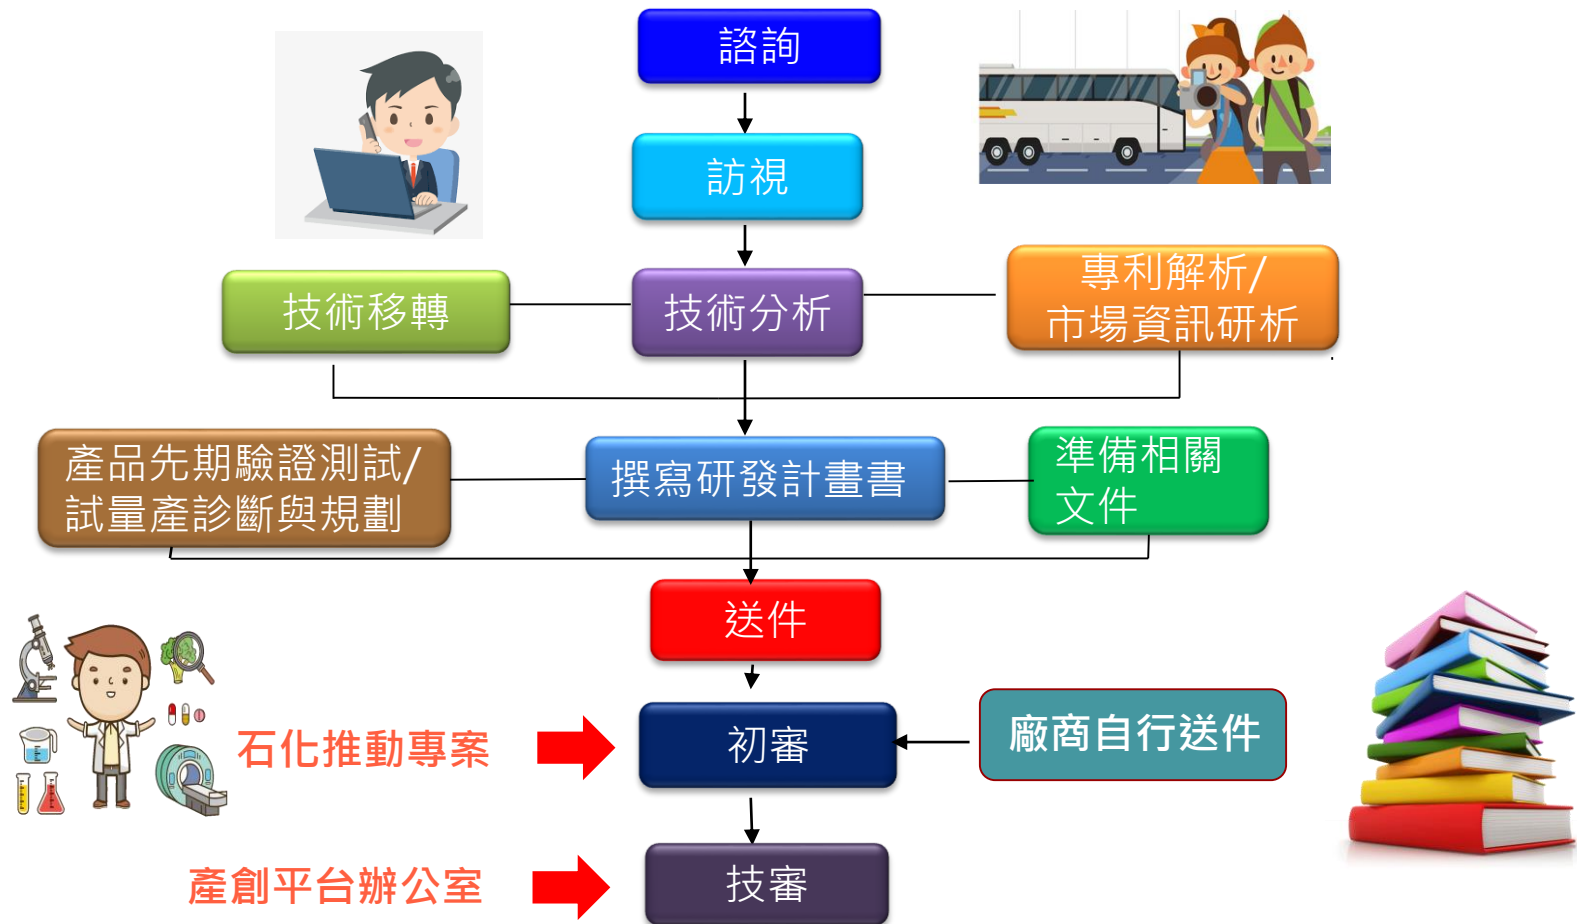 諮詢
訪視
技術移轉
技術分析
專利解析/
市場資訊研析
產品先期驗證測試/
試量產診斷與規劃
撰寫研發計畫書
準備相關
文件
送件
石化推動專案
初審
廠商自行送件
產創平台辦公室
技審